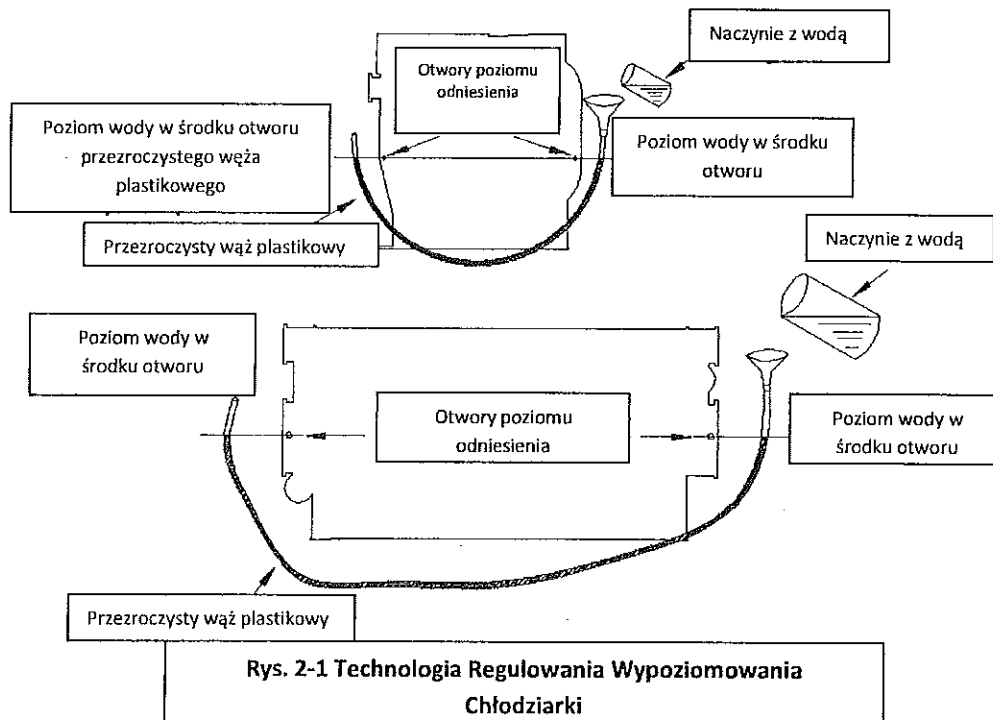 Naczynie z wodą
Otwory poziomu
odniesienia
Poziom wody w środku otworu
przezroczystego węża
plastikowego
Poziom wody w środku
otworu
Przezroczysty wąż plastikowy
Naczynie z wodą
Poziom wody w
środku otworu
Otwory poziomu
odniesienia
Poziom wody w
środku otworu
Przezroczysty wąż plastikowy
Rys. 2-1 Technologia Regulowania Wypoziomowania
Chłodziarki